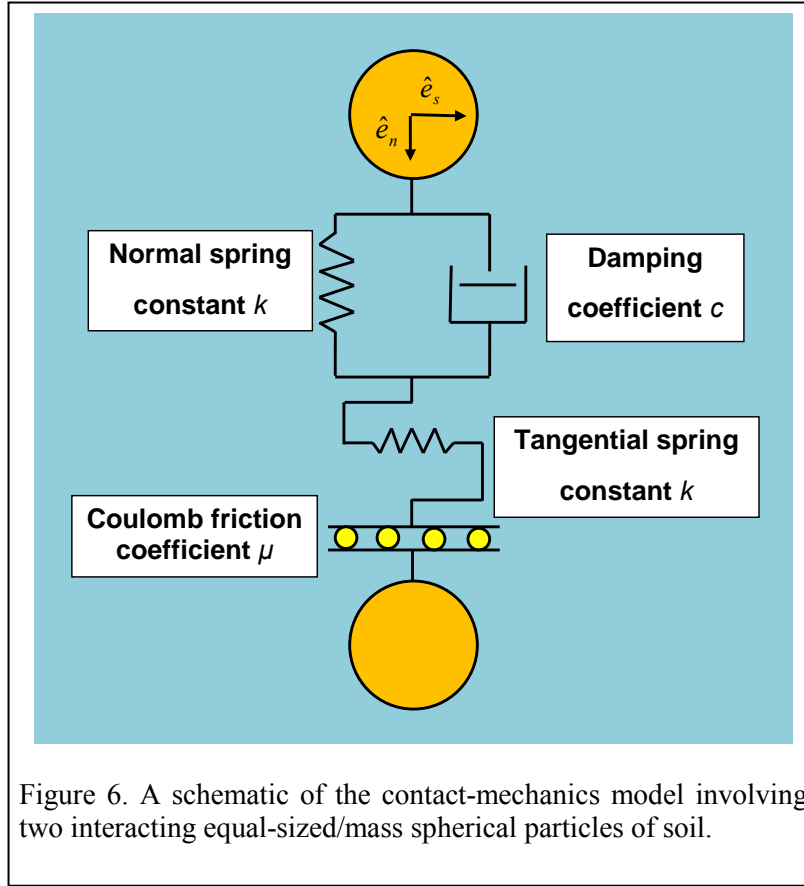 ê_s
ê_n
Normal spring
constant k
Damping
coefficient c
Tangential spring
constant k
Coulomb friction
coefficient µ
Figure 6. A schematic of the contact-mechanics model involving
two interacting equal-sized/mass spherical particles of soil.